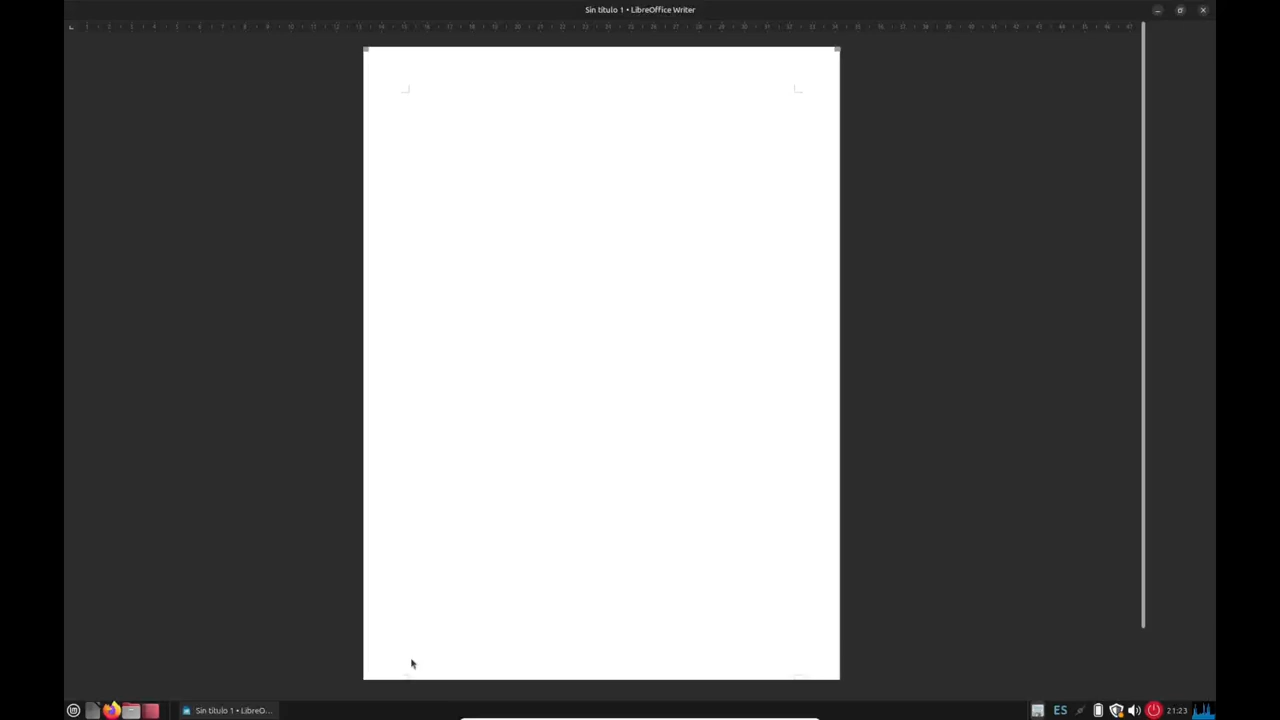 Sin título 1 • LibreOffice Writer
Sin título 1 • LibreO...
ES
21:23